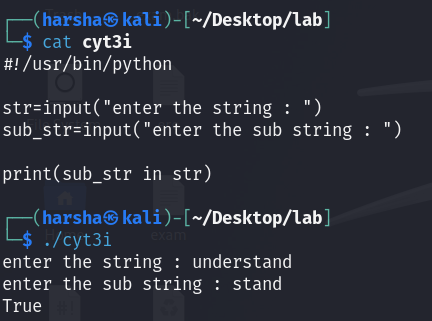 ┌──(harsha㉿kali)-[~/Desktop/lab]
└─$ cat cyt3i
#!/usr/bin/python

str=input("enter the string : ")
sub_str=input("enter the sub string : ")

print(sub_str in str)

┌──(harsha㉿kali)-[~/Desktop/lab]
└─$ ./cyt3i
enter the string : understand
enter the sub string : stand
True
exam